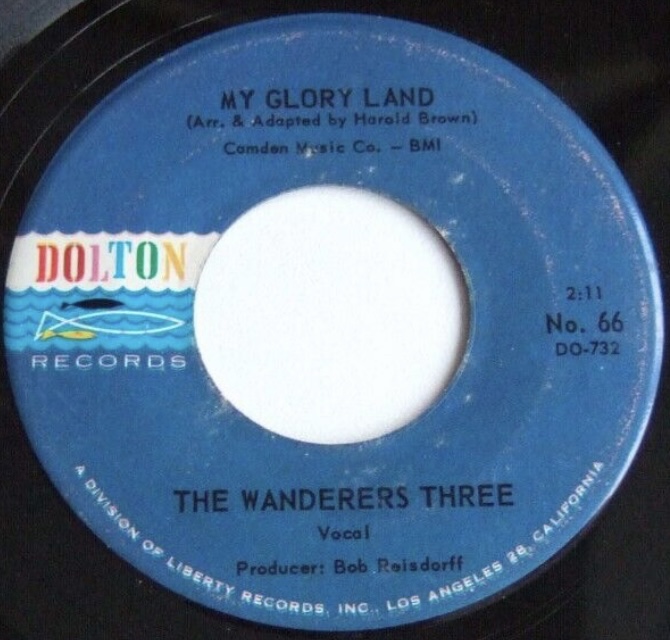 MY GLORY LAND
(Arr. & Adapted by Harold Brown)
Camden Music Co. — BMI
DOLTON
RECORDS
2:11
No. 66
DO-732
THE WANDERERS THREE
Vocal
Producer: Bob Reisdorff
A DIVISION OF LIBERTY RECORDS, INC., LOS ANGELES 28, CALIFORNIA